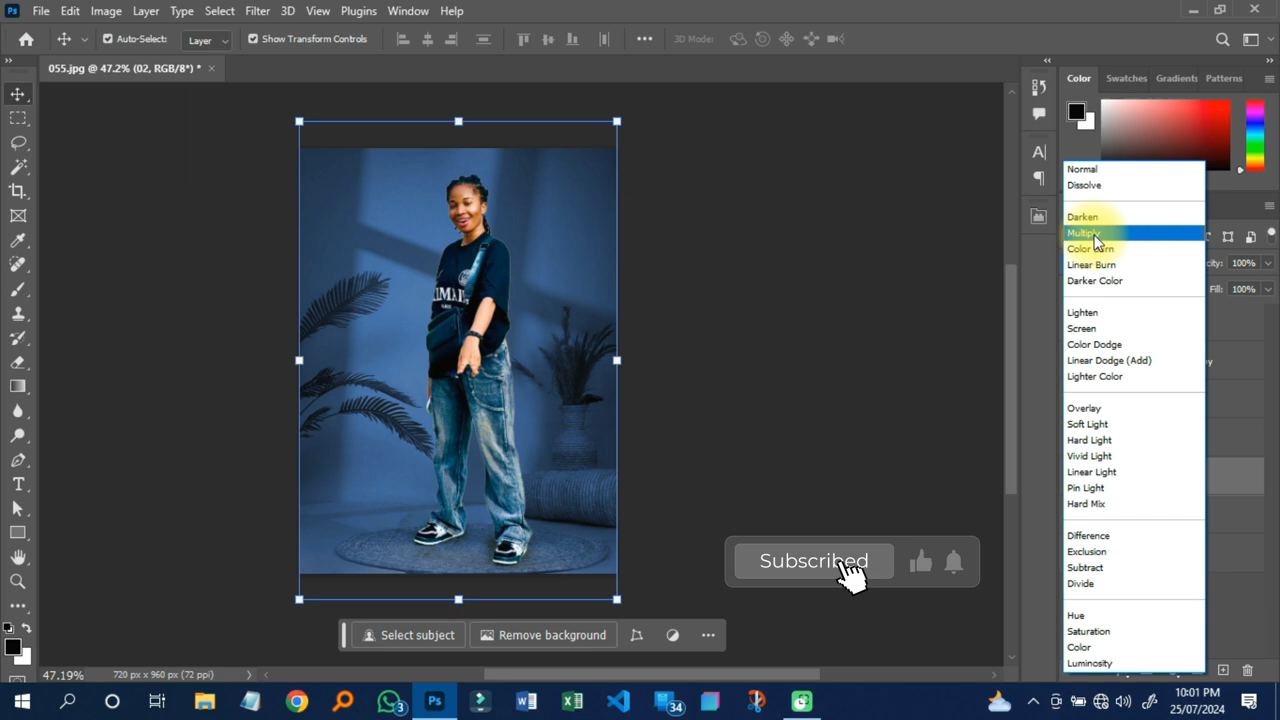 Ps File Edit Image Layer Type Select Filter 3D View Plugins Window Help
Auto-Select: Layer Show Transform Controls 3D Mode:
055.jpg @ 47.2% (02, RGB/8*) *
Color Swatches Gradients Patterns
Normal
Dissolve
Darken
Multiply
Color Burn
Linear Burn
Darker Color
Lighten
Screen
Color Dodge
Linear Dodge (Add)
Lighter Color
Overlay
Soft Light
Hard Light
Vivid Light
Linear Light
Pin Light
Hard Mix
Difference
Exclusion
Subtract
Divide
Hue
Saturation
Color
Luminosity
100%
Fill: 100%
Subscribed
Select subject Remove background
47.19% 720 px x 960 px (72 ppi)
3
Ps
34
10:01 PM
25/07/2024